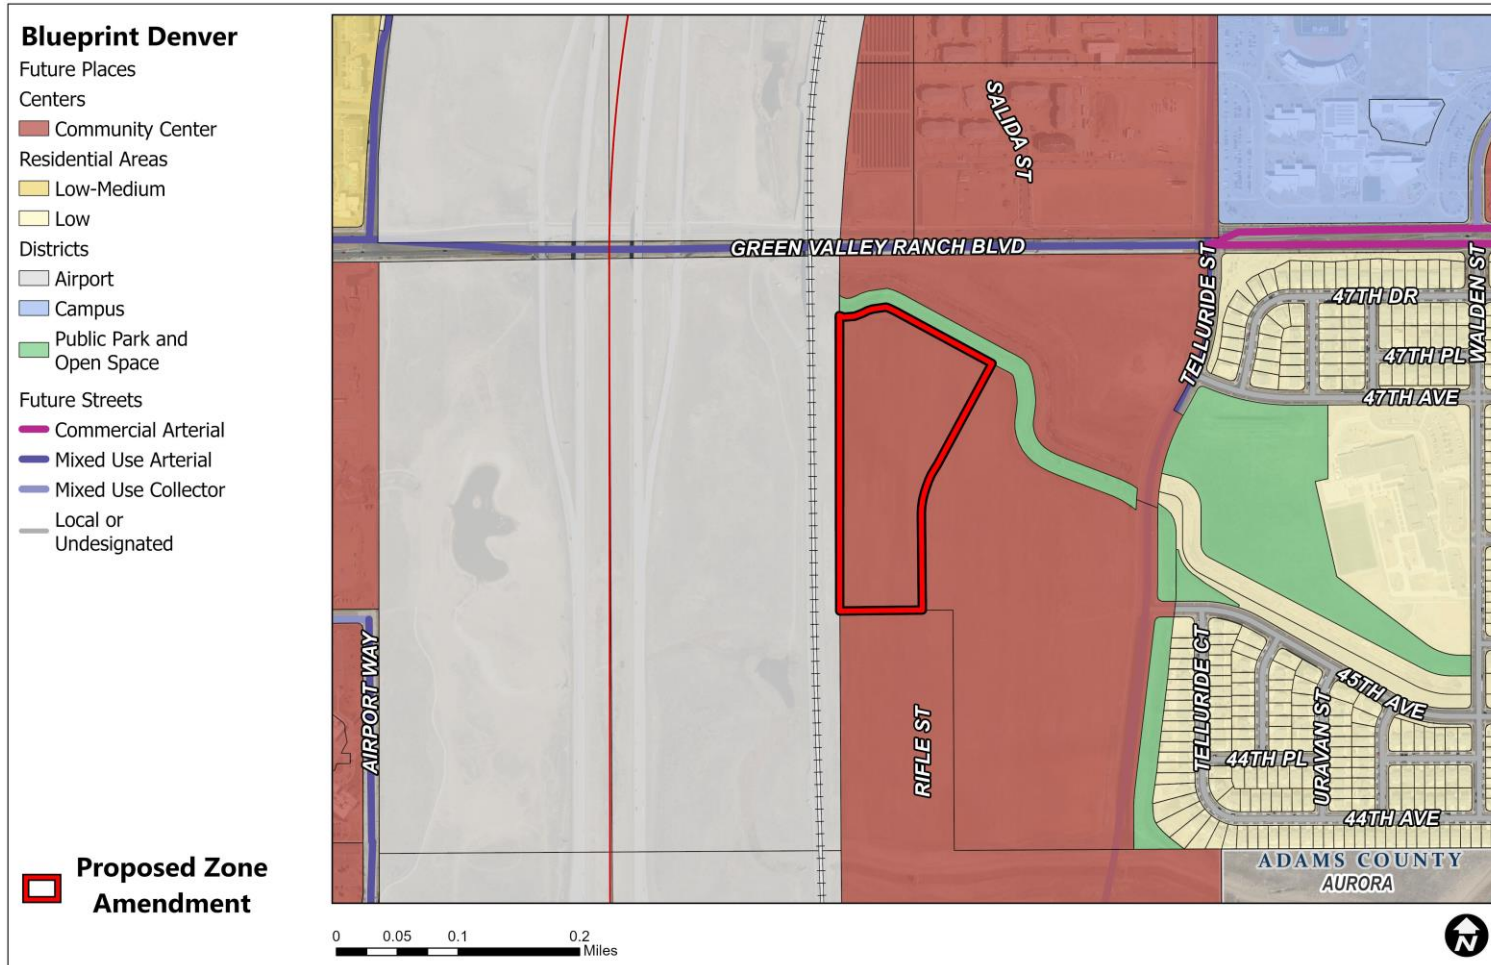 Blueprint Denver
Future Places
Centers
Community Center
Residential Areas
Low-Medium
Low
Districts
Airport
Campus
Public Park and
Open Space
Future Streets
Commercial Arterial
Mixed Use Arterial
Mixed Use Collector
Local or
Undesignated
Proposed Zone
Amendment
SALIDA ST
GREEN VALLEY RANCH BLVD
TELLURIDE ST
47TH DR
WALDEN ST
47TH PL
47TH AVE
AIRPORT WAY
RIFLE ST
TELLURIDE CT
45TH AVE
URAVAN ST
44TH PL
44TH AVE
ADAMS COUNTY
AURORA
0 0.05 0.1 0.2
Miles
N